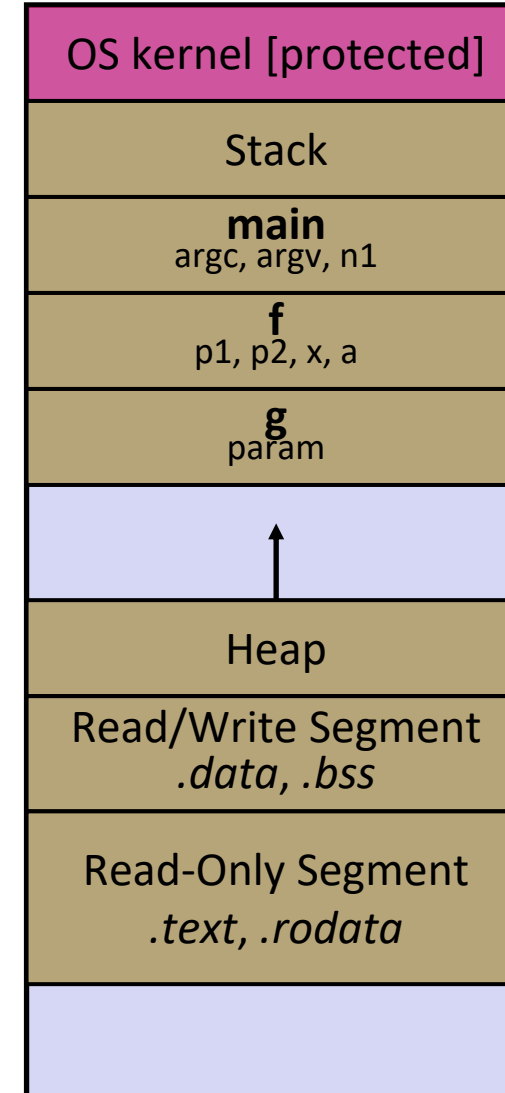 OS kernel [protected]
Stack
main
argc, argv, n1
f
p1, p2, x, a
g
param
Heap
Read/Write Segment
.data, .bss
Read-Only Segment
.text, .rodata